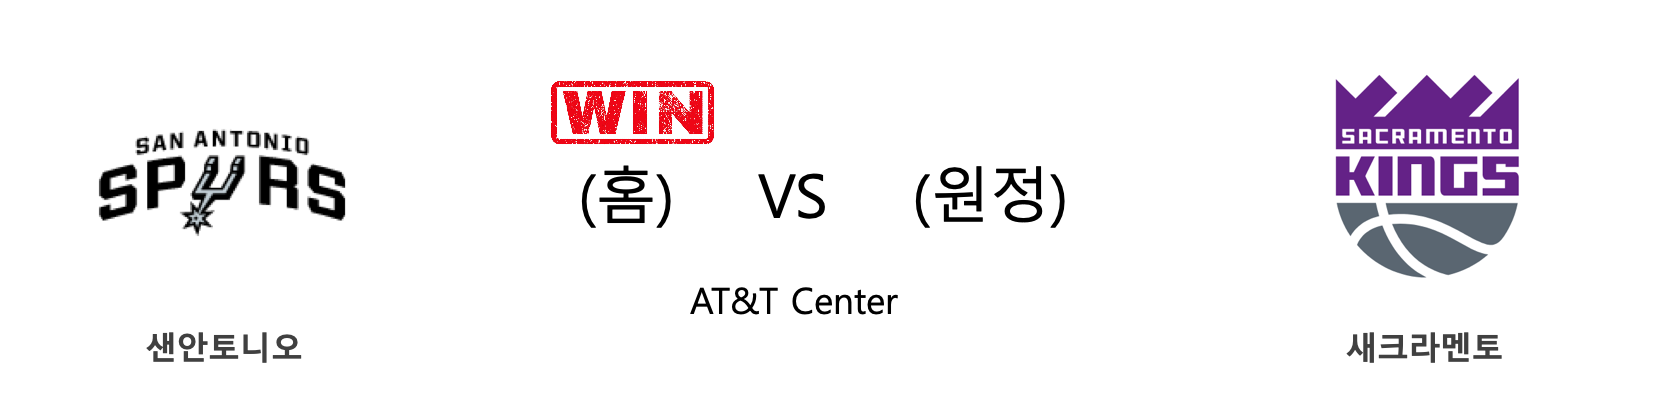 WIN
SAN ANTONIO
SPURS
(홈) VS (원정)
SACRAMENTO
KINGS
AT&T Center
샌안토니오
새크라멘토